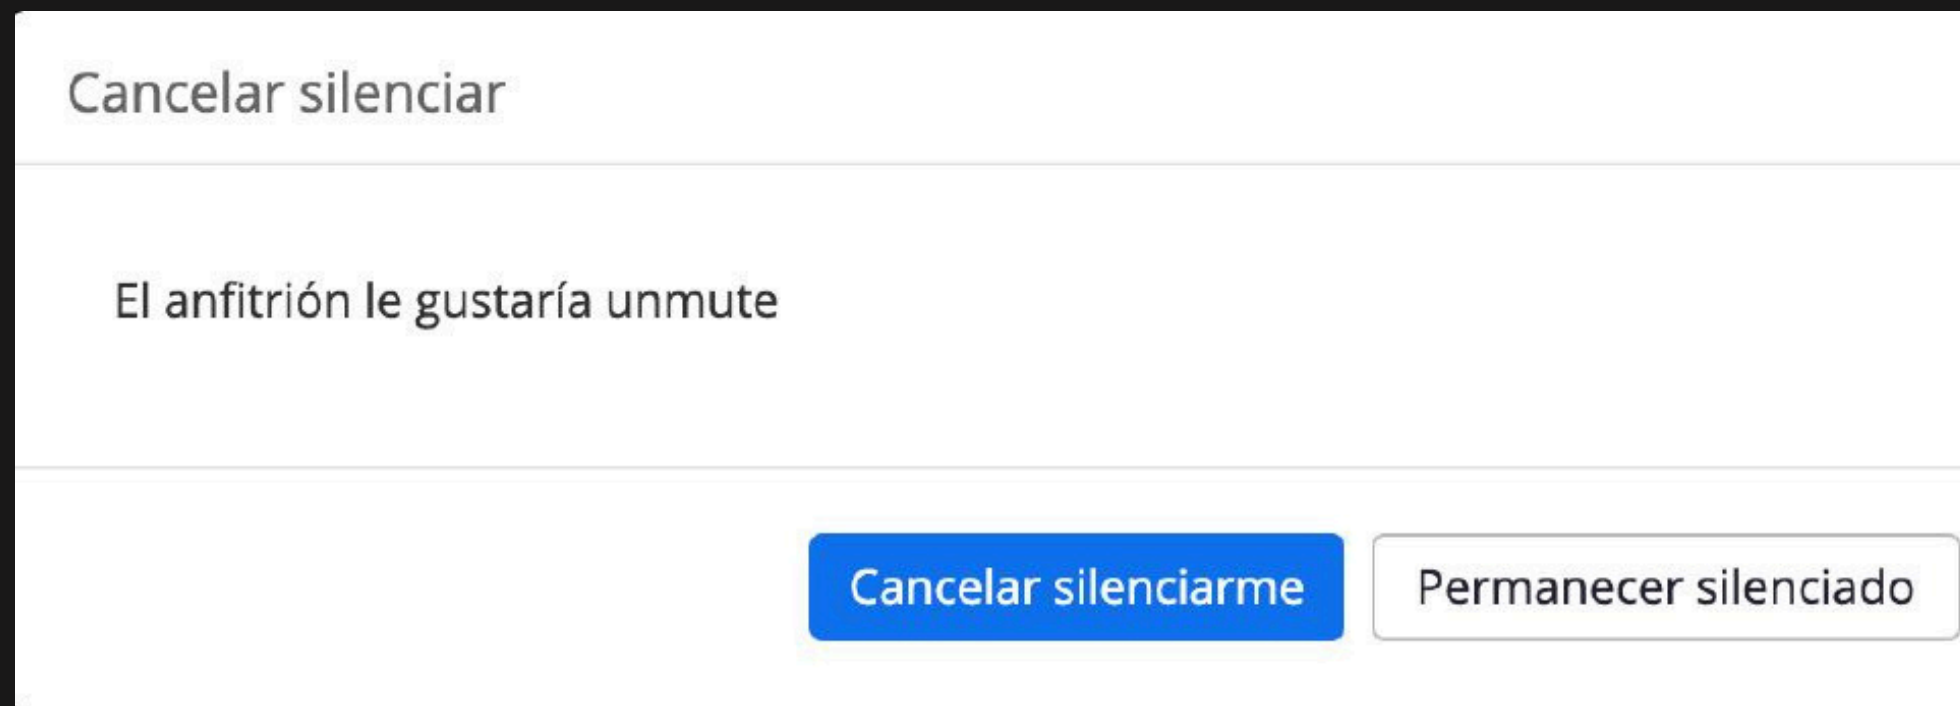 Cancelar silenciar
El anfitrión le gustaría unmute
Cancelar silenciarme
Permanecer silenciado